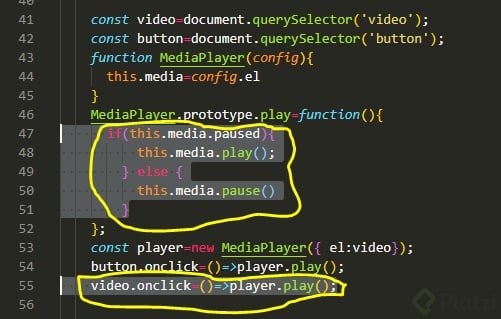 41 const video=document.querySelector('video');
42 const button=document.querySelector('button');
43 function MediaPlayer(config){
44 this.media=config.el
45 }
46 MediaPlayer.prototype.play=function(){
47 if(this.media.paused){
48 this.media.play();
49 } else {
50 this.media.pause()
51 }
52 };
53 const player=new MediaPlayer({ el:video});
54 button.onclick=()=>player.play();
55 video.onclick=()=>player.play();
56
Platzi